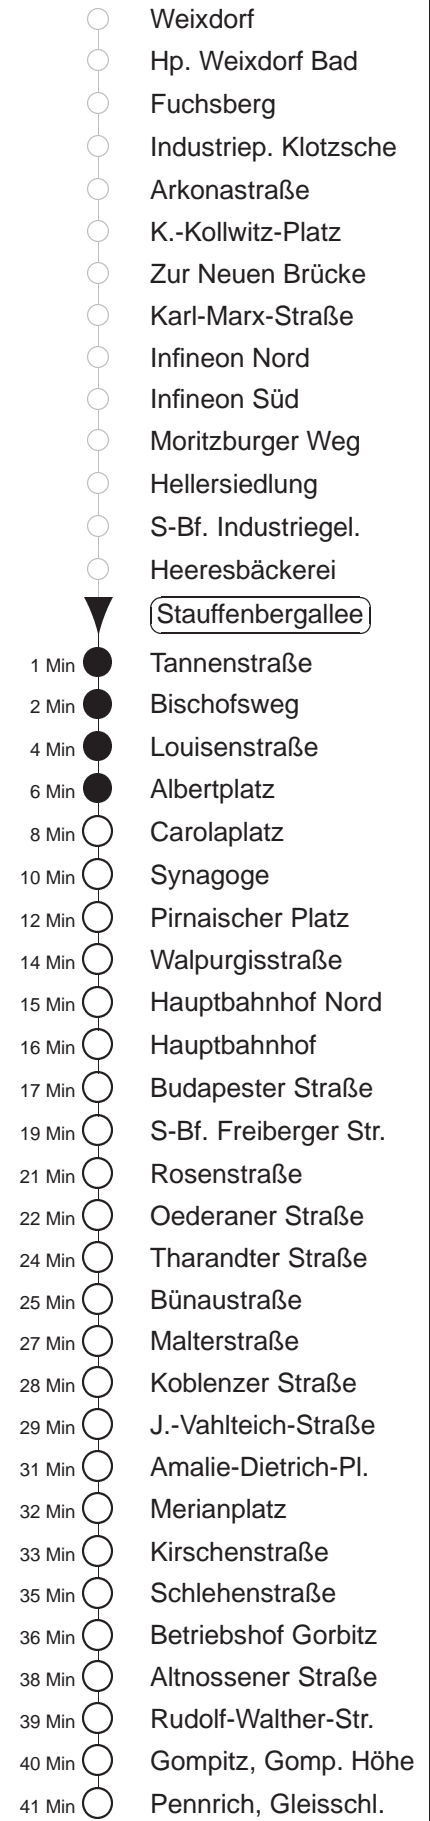 Weixdorf
Hp. Weixdorf Bad
Fuchsberg
Industriep. Klotzsche
Arkonastraße
K.-Kollwitz-Platz
Zur Neuen Brücke
Karl-Marx-Straße
Infineon Nord
Infineon Süd
Moritzburger Weg
Hellersiedlung
S-Bf. Industriegel.
Heeresbäckerei
Stauffenbergallee
1 Min Tannenstraße
2 Min Bischofsweg
4 Min Louisenstraße
6 Min Albertplatz
8 Min Carolaplatz
10 Min Synagoge
12 Min Pirnaischer Platz
14 Min Walpurgisstraße
15 Min Hauptbahnhof Nord
16 Min Hauptbahnhof
17 Min Budapester Straße
19 Min S-Bf. Freiberger Str.
21 Min Rosenstraße
22 Min Oederaner Straße
24 Min Tharandter Straße
25 Min Bünaustraße
27 Min Malterstraße
28 Min Koblenzer Straße
29 Min J.-Vahlteich-Straße
31 Min Amalie-Dietrich-Pl.
32 Min Merianplatz
33 Min Kirschenstraße
35 Min Schlehenstraße
36 Min Betriebshof Gorbitz
38 Min Altnossener Straße
39 Min Rudolf-Walther-Str.
40 Min Gompitz, Gomp. Höhe
41 Min Pennrich, Gleisschl.